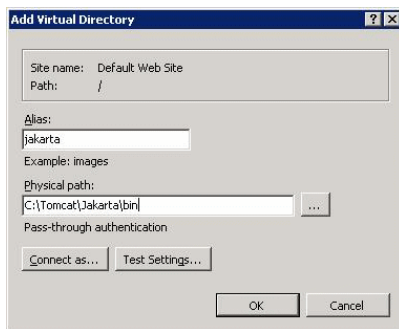 Add Virtual Directory
Site name: Default Web Site
Path: /
Alias:
jakarta
Example: images
Physical path:
C:\Tomcat\Jakarta\bin
...
Pass-through authentication
Connect as... Test Settings...
OK Cancel